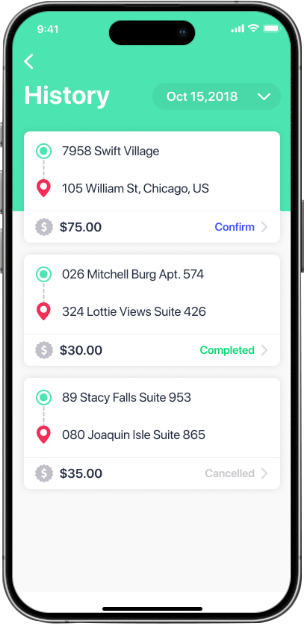 9:41
History
Oct 15,2018
7958 Swift Village
105 William St, Chicago, US
$
$75.00
Confirm
026 Mitchell Burg Apt. 574
324 Lottie Views Suite 426
$
$30.00
Completed
89 Stacy Falls Suite 953
080 Joaquin Isle Suite 865
$
$35.00
Cancelled